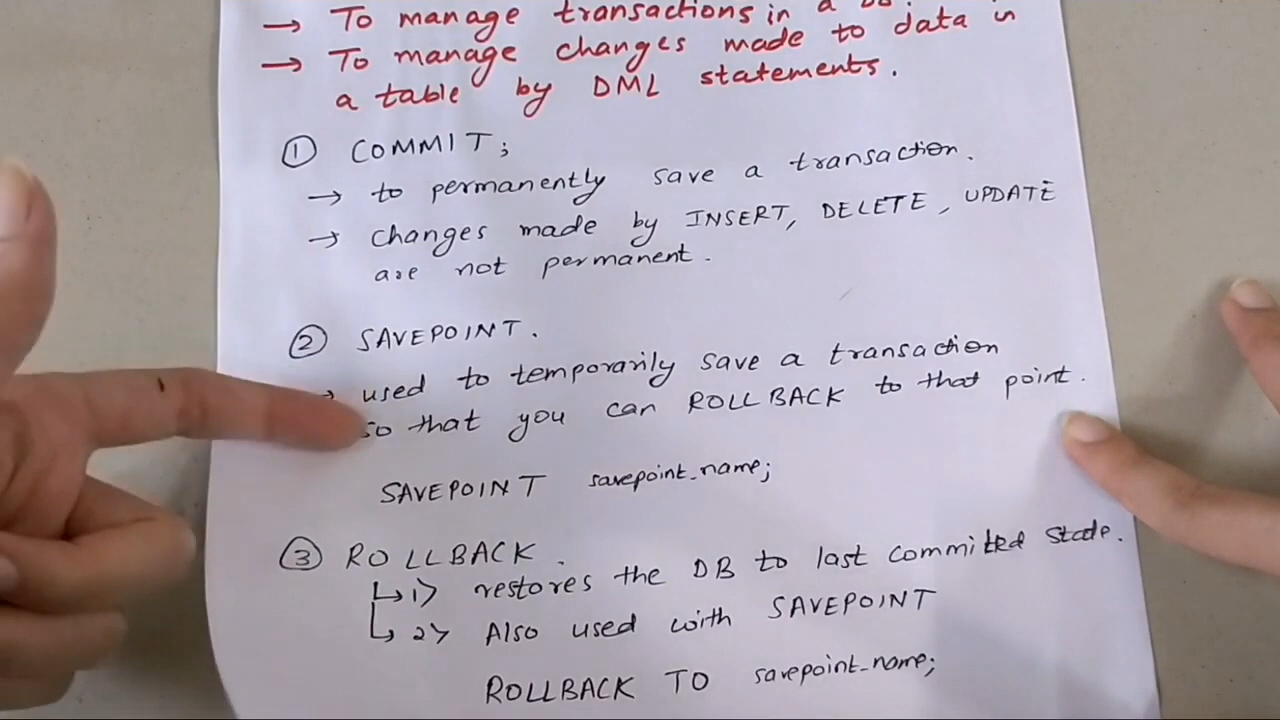 → To manage transactions in a
→ To manage changes made to data in
a table by DML statements.
① COMMIT;
→ to permanently save a transaction.
→ changes made by INSERT, DELETE, UPDATE
are not permanent.
② SAVEPOINT.
→ used to temporarily save a transaction
so that you can ROLLBACK to that point.
SAVEPOINT savepoint_name;
③ ROLLBACK.
↳ 1> restores the DB to last committed state.
↳ 2> Also used with SAVEPOINT
ROLLBACK TO savepoint_name;